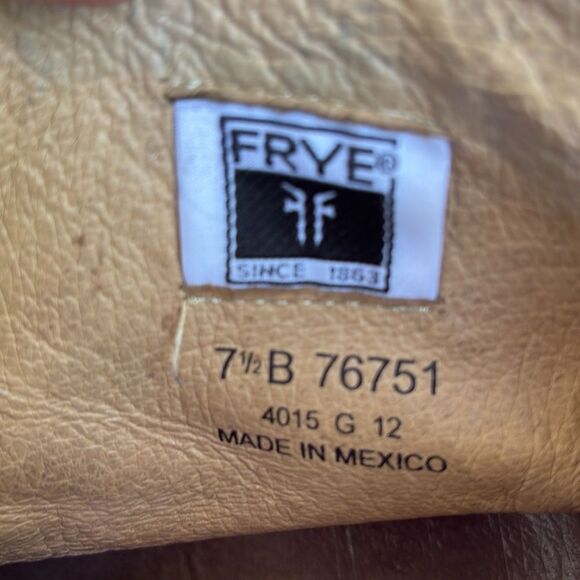 FRYE®
SINCE 1863
7½B 76751
4015 G 12
MADE IN MEXICO